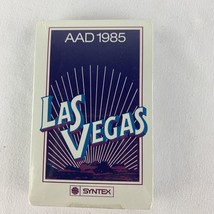 AAD 1985
LAS
VEGAS
SYNTEX